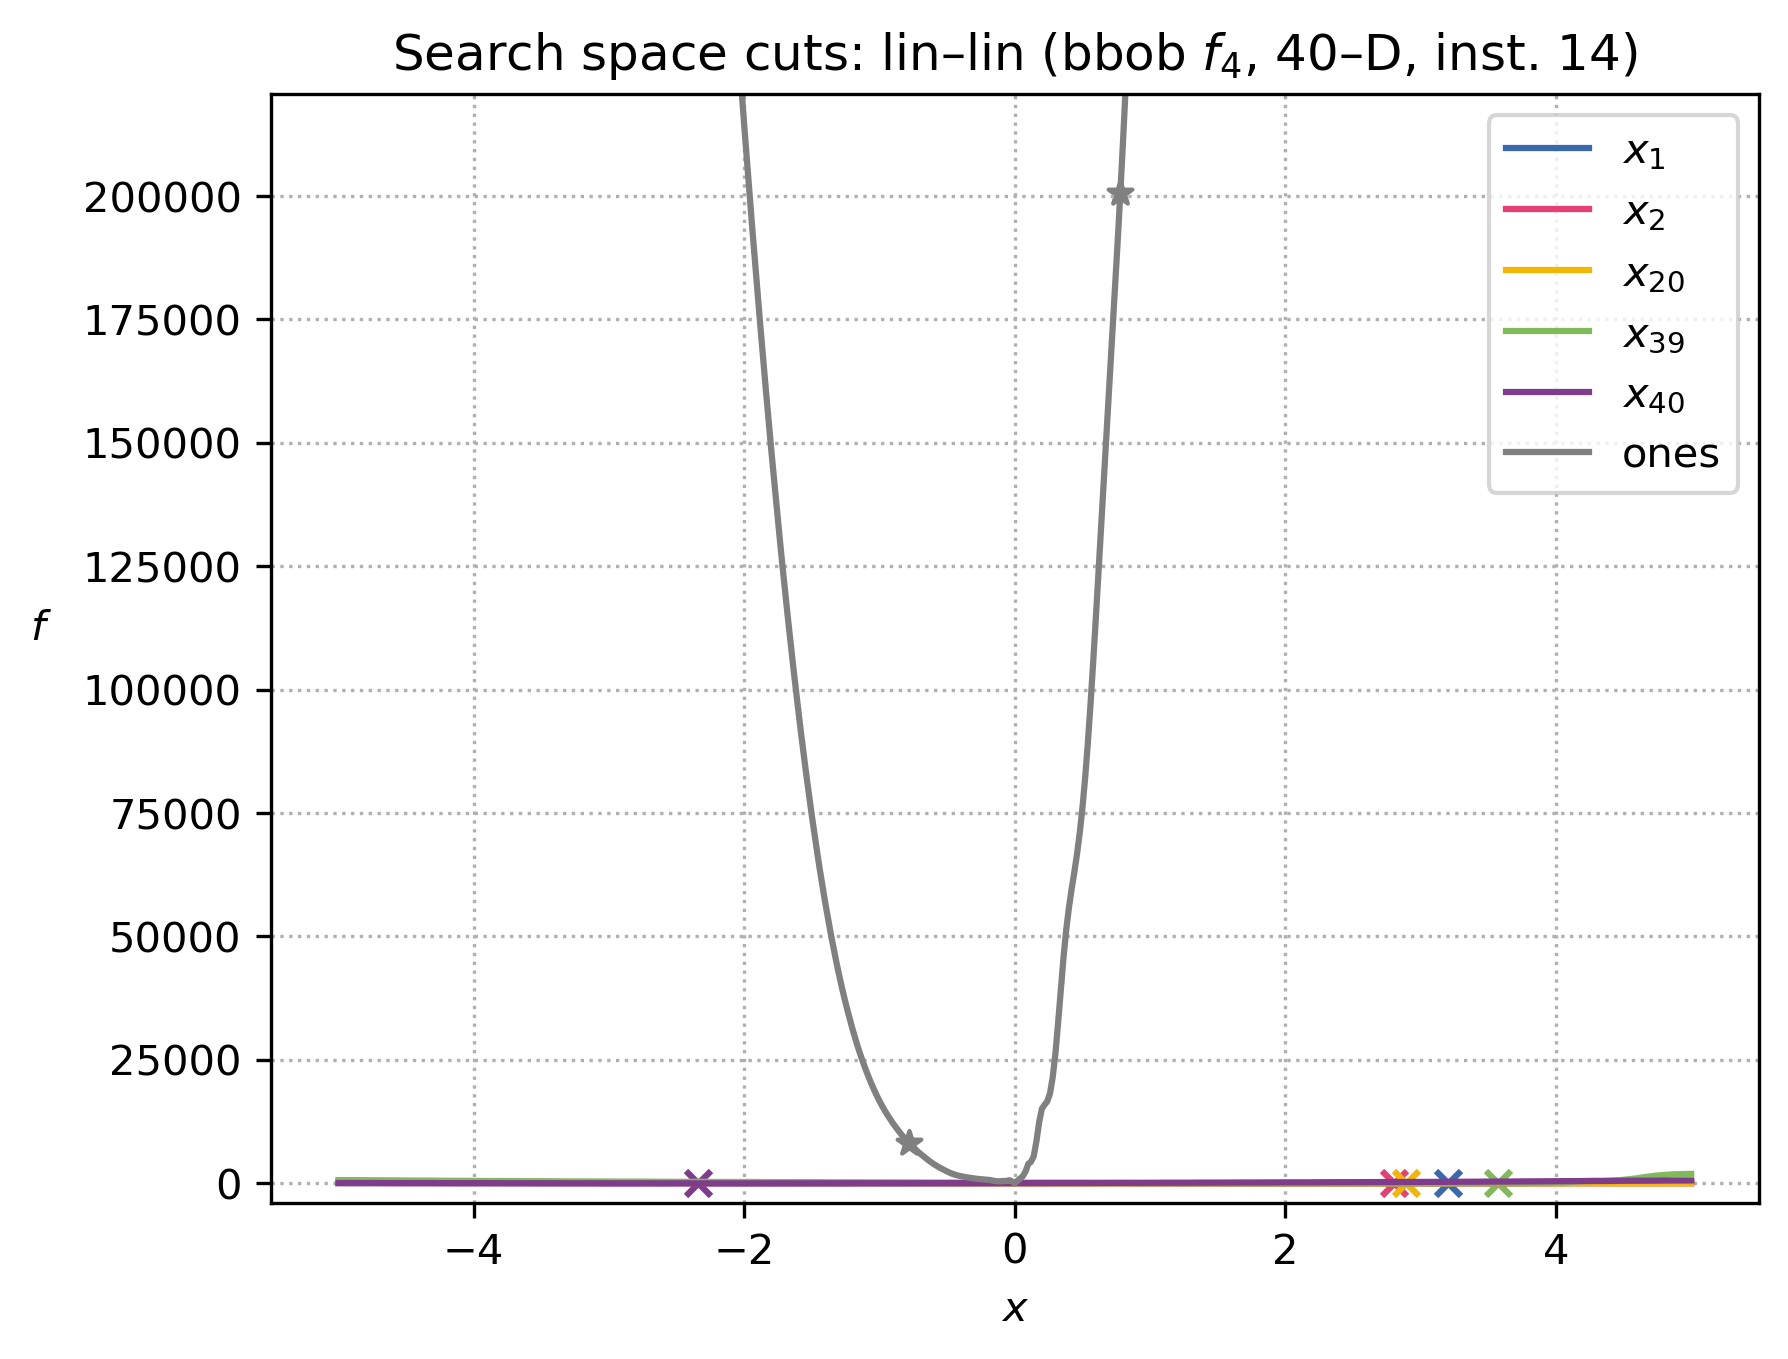 Search space cuts: lin–lin (bbob f₄, 40–D, inst. 14)
x₁
x₂
x₂₀
x₃₉
x₄₀
ones
200000
175000
150000
125000
100000
75000
50000
25000
0
f
−4 −2 0 2 4
x